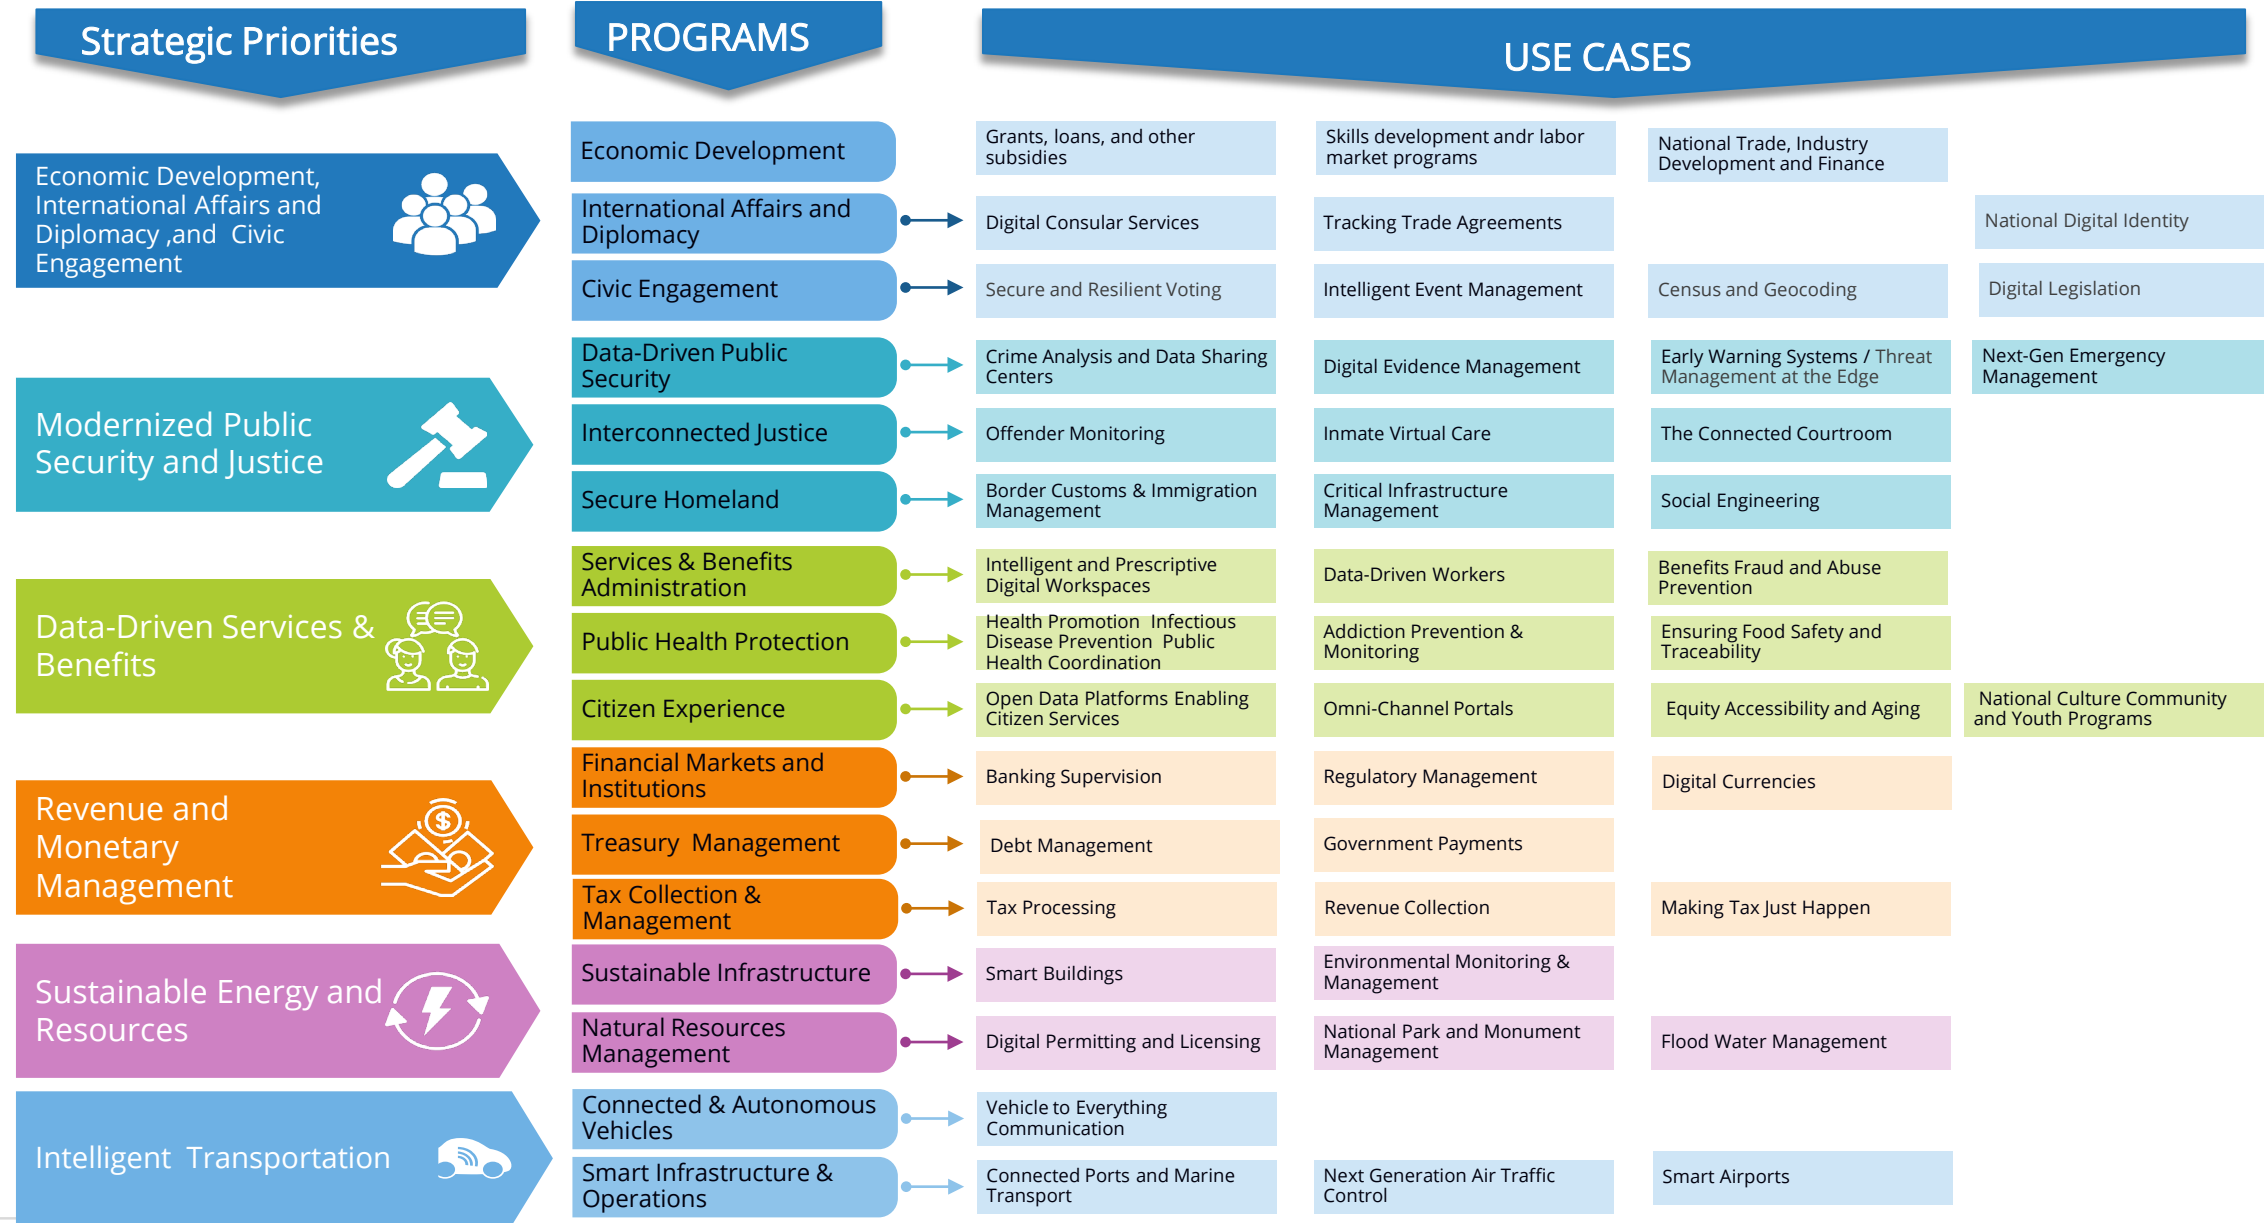 Strategic Priorities
PROGRAMS
USE CASES
Economic Development,
International Affairs and
Diplomacy ,and  Civic
Engagement
Economic Development
Grants, loans, and other
subsidies
Skills development andr labor
market programs
National Trade, Industry
Development and Finance
International Affairs and
Diplomacy
Digital Consular Services
Tracking Trade Agreements
National Digital Identity
Civic Engagement
Secure and Resilient Voting
Intelligent Event Management
Census and Geocoding
Digital Legislation
Modernized Public
Security and Justice
Data-Driven Public
Security
Crime Analysis and Data Sharing
Centers
Digital Evidence Management
Early Warning Systems / Threat
Management at the Edge
Next-Gen Emergency
Management
Interconnected Justice
Offender Monitoring
Inmate Virtual Care
The Connected Courtroom
Secure Homeland
Border Customs & Immigration
Management
Critical Infrastructure
Management
Social Engineering
Data-Driven Services &
Benefits
Services & Benefits
Administration
Intelligent and Prescriptive
Digital Workspaces
Data-Driven Workers
Benefits Fraud and Abuse
Prevention
Public Health Protection
Health Promotion  Infectious
Disease Prevention  Public
Health Coordination
Addiction Prevention &
Monitoring
Ensuring Food Safety and
Traceability
Citizen Experience
Open Data Platforms Enabling
Citizen Services
Omni-Channel Portals
Equity Accessibility and Aging
National Culture Community
and Youth Programs
Revenue and
Monetary
Management
Financial Markets and
Institutions
Banking Supervision
Regulatory Management
Digital Currencies
Treasury  Management
Debt Management
Government Payments
Tax Collection &
Management
Tax Processing
Revenue Collection
Making Tax Just Happen
Sustainable Energy and
Resources
Sustainable Infrastructure
Smart Buildings
Environmental Monitoring &
Management
Natural Resources
Management
Digital Permitting and Licensing
National Park and Monument
Management
Flood Water Management
Intelligent  Transportation
Connected & Autonomous
Vehicles
Vehicle to Everything
Communication
Smart Infrastructure &
Operations
Connected Ports and Marine
Transport
Next Generation Air Traffic
Control
Smart Airports